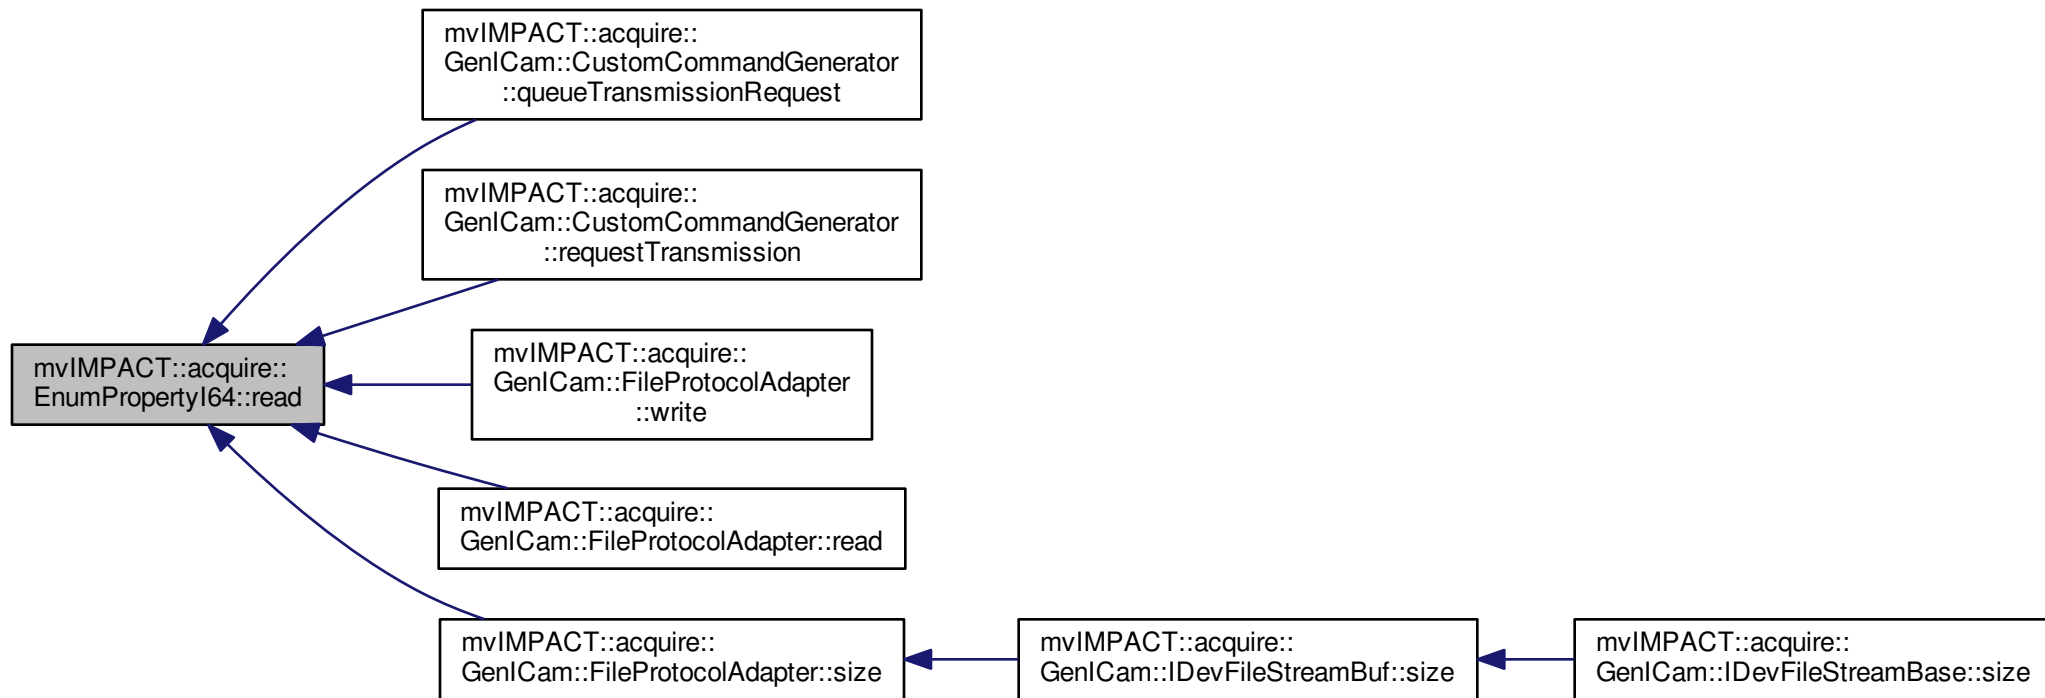 mvIMPACT::acquire::
GenICam::CustomCommandGenerator
::queueTransmissionRequest
mvIMPACT::acquire::
GenICam::CustomCommandGenerator
::requestTransmission
mvIMPACT::acquire::
EnumPropertyI64::read
mvIMPACT::acquire::
GenICam::FileProtocolAdapter
::write
mvIMPACT::acquire::
GenICam::FileProtocolAdapter::read
mvIMPACT::acquire::
GenICam::FileProtocolAdapter::size
mvIMPACT::acquire::
GenICam::IDevFileStreamBuf::size
mvIMPACT::acquire::
GenICam::IDevFileStreamBase::size